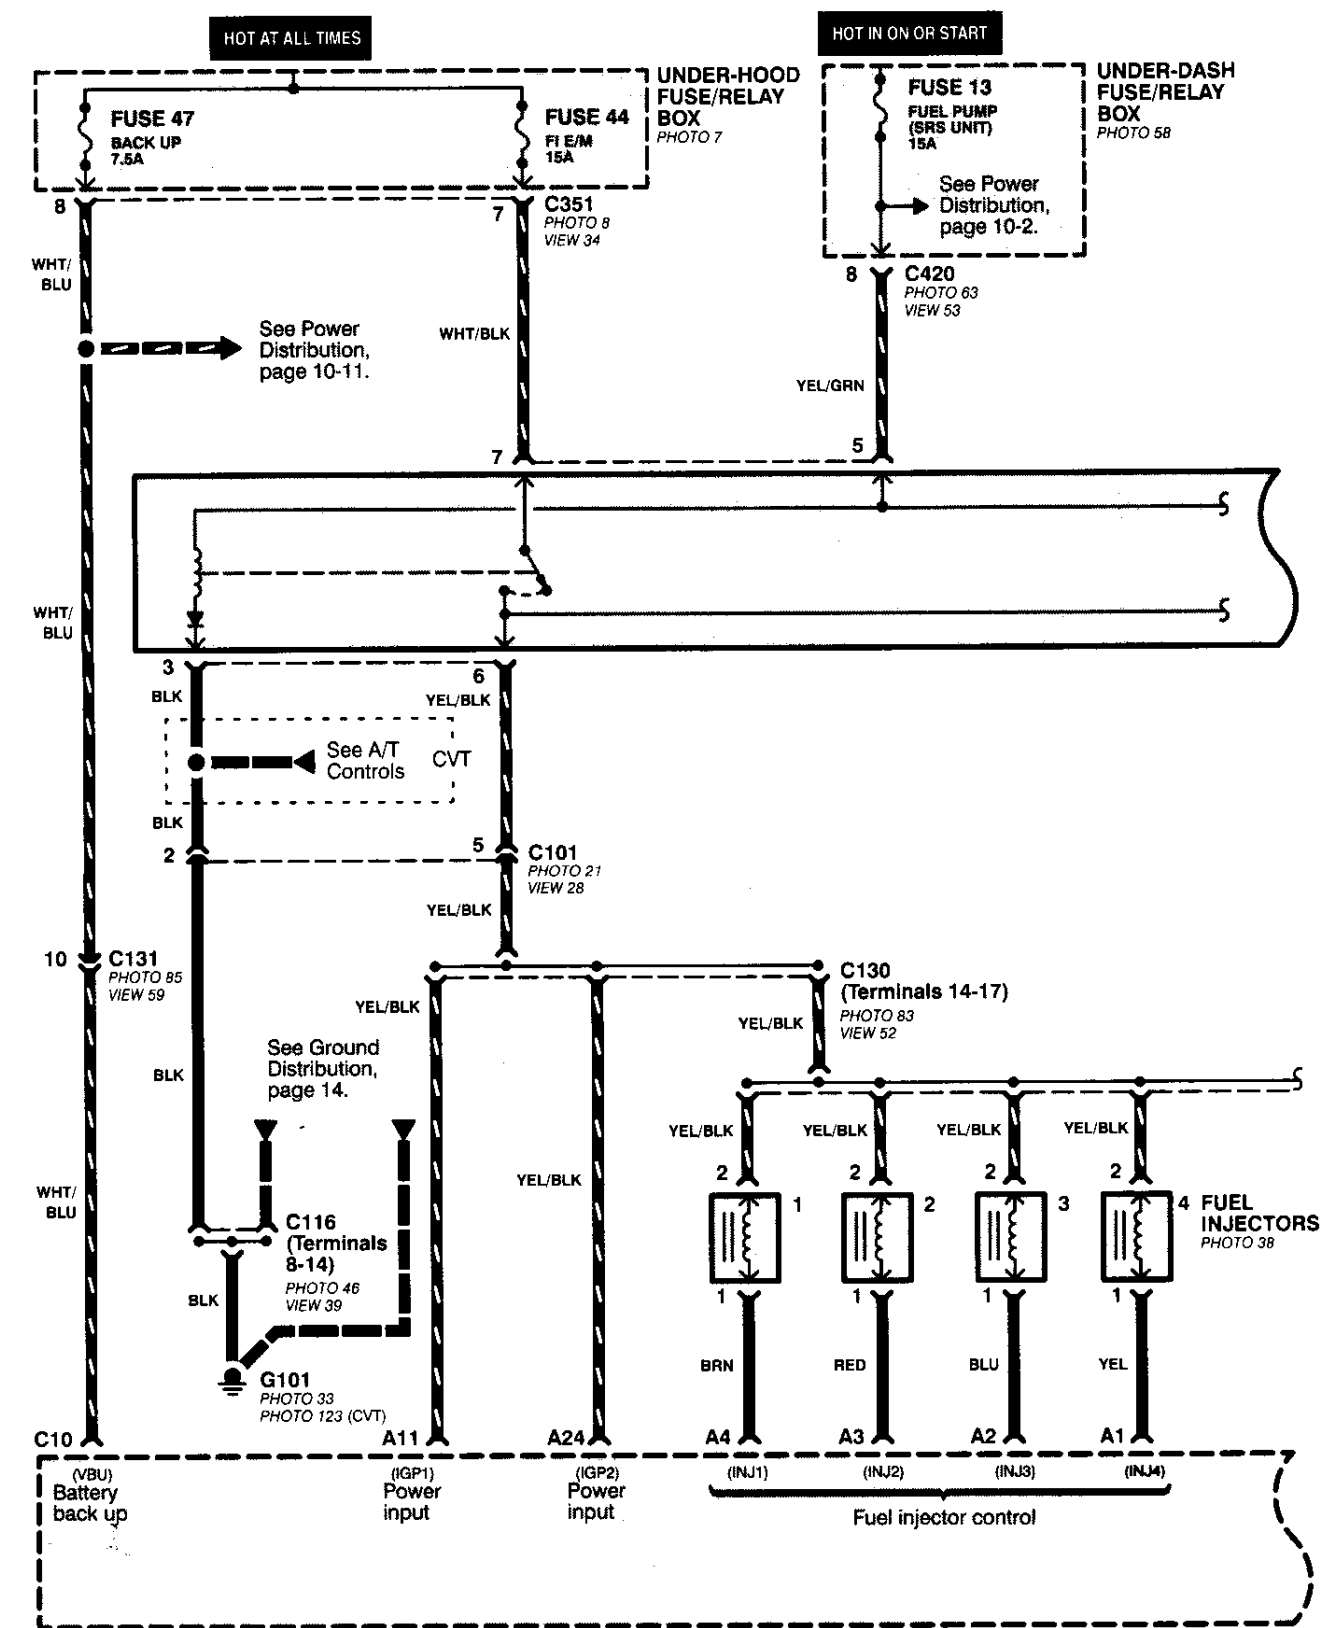 HOT AT ALL TIMES
HOT IN ON OR START
FUSE 47
BACK UP
7.5A
FUSE 44
FI E/M
15A
UNDER-HOOD
FUSE/RELAY
BOX
PHOTO 7
FUSE 13
FUEL PUMP
(SRS UNIT)
15A
See Power
Distribution,
page 10-2.
UNDER-DASH
FUSE/RELAY
BOX
PHOTO 58
8
7
C351
PHOTO 8
VIEW 34
8
C420
PHOTO 63
VIEW 53
WHT/
BLU
See Power
Distribution,
page 10-11.
WHT/BLK
YEL/GRN
7
5
WHT/
BLU
3
6
BLK
YEL/BLK
See A/T
Controls
CVT
BLK
2
5
C101
PHOTO 21
VIEW 28
YEL/BLK
10
C131
PHOTO 85
VIEW 59
C130
(Terminals 14-17)
PHOTO 83
VIEW 52
YEL/BLK
YEL/BLK
See Ground
Distribution,
page 14.
BLK
YEL/BLK
YEL/BLK
YEL/BLK
YEL/BLK
2
2
2
2
WHT/
BLU
YEL/BLK
1
2
3
4
FUEL
INJECTORS
PHOTO 38
C116
(Terminals
8-14)
PHOTO 46
VIEW 39
BLK
1
1
1
1
BRN
RED
BLU
YEL
G101
PHOTO 33
PHOTO 123 (CVT)
C10
A11
A24
A4
A3
A2
A1
(VBU)
Battery
back up
(IGP1)
Power
input
(IGP2)
Power
input
(INJ1)
(INJ2)
(INJ3)
(INJ4)
Fuel injector control